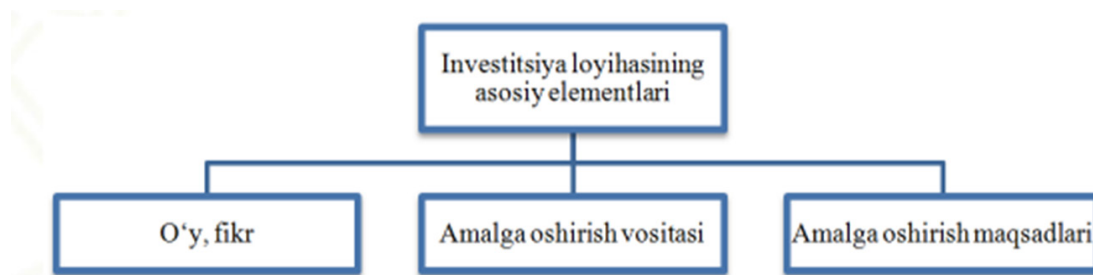 Investitsiya loyihasining
asosiy elementlari
O‘y, fikr
Amalga oshirish vositasi
Amalga oshirish maqsadlari